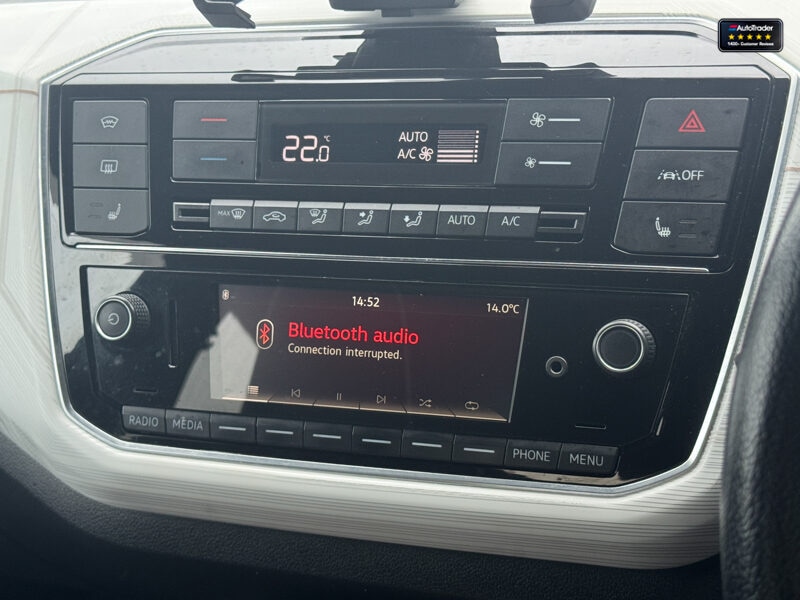 AutoTrader
1400+ Customer Reviews
22.0 °C
AUTO
A/C
OFF
MAX
AUTO
A/C
14:52
14.0°C
Bluetooth audio
Connection interrupted.
RADIO
MEDIA
PHONE
MENU